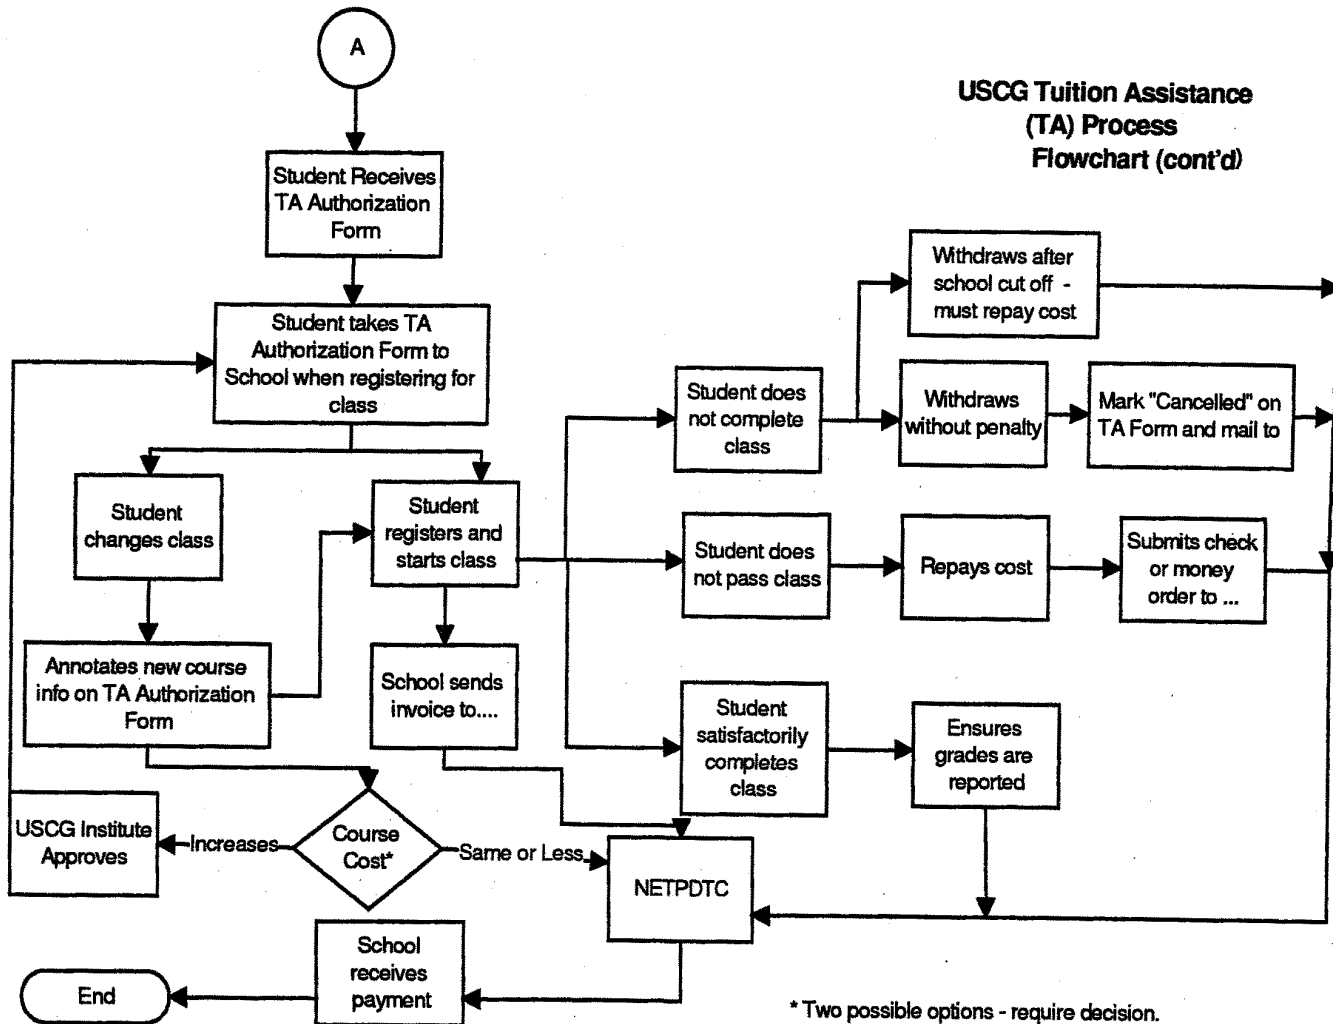 A
USCG Tuition Assistance
(TA) Process
Flowchart (cont'd)
Student Receives
TA Authorization
Form
Withdraws after
school cut off -
must repay cost
Student takes TA
Authorization Form to
School when registering for
class
Student does
not complete
class
Withdraws
without penalty
Mark "Cancelled" on
TA Form and mail to
Student
changes class
Student
registers and
starts class
Student does
not pass class
Repays cost
Submits check
or money
order to ...
Annotates new course
info on TA Authorization
Form
School sends
invoice to....
Student
satisfactorily
completes
class
Ensures
grades are
reported
USCG Institute
Approves
Increases
Course
Cost*
Same or Less
NETPDTC
School
receives
payment
End
* Two possible options - require decision.